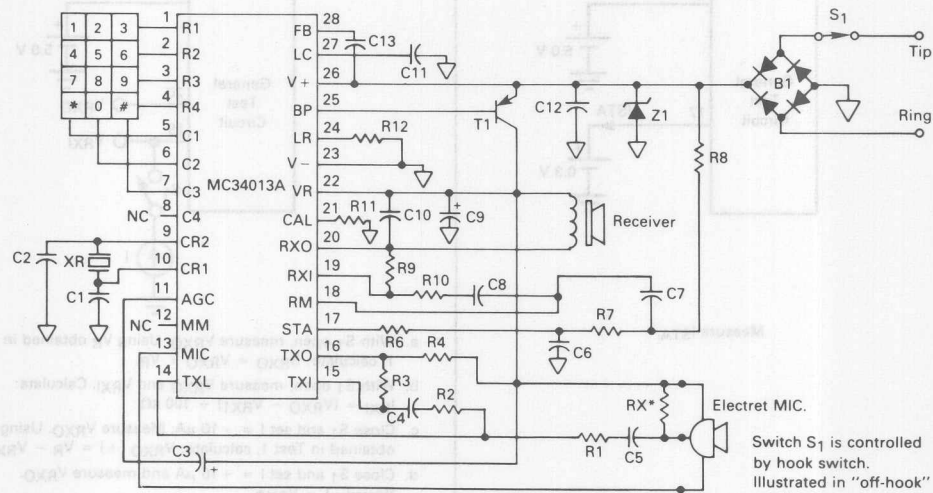 1 2 3
4 5 6
7 8 9
* 0 #
1 R1
2 R2
3 R3
4 R4
5 C1
6 C2
7 C3
NC 8 C4
9 CR2
10 CR1
11 AGC
NC 12 MM
13 MIC
14 TXL
MC34013A
28 FB
27 LC
26 V+
25 BP
24 LR
23 V−
22 VR
21 CAL
20 RXO
19 RXI
18 RM
17 STA
16 TXO
15 TXI
C2
XR
C1
C3
C13
C11
T1
C12
Z1
B1
S1
Tip
Ring
R8
R12
R11
C10
C9
+
Receiver
R9
R10
C8
C7
R6
R7
C6
R4
R3
C4
R2
R1
C5
RX*
Electret MIC.
+
Switch S1 is controlled
by hook switch.
Illustrated in "off-hook"